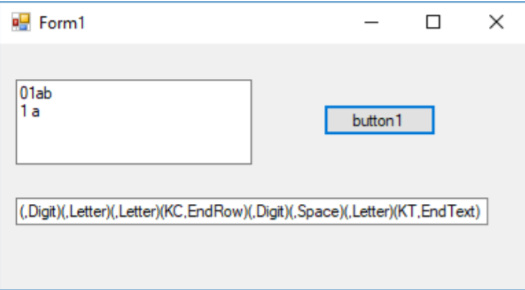 Form1
01ab
1 a
button1
(,Digit)(,Letter)(,Letter)(KC,EndRow)(,Digit)(,Space)(,Letter)(KT,EndText)